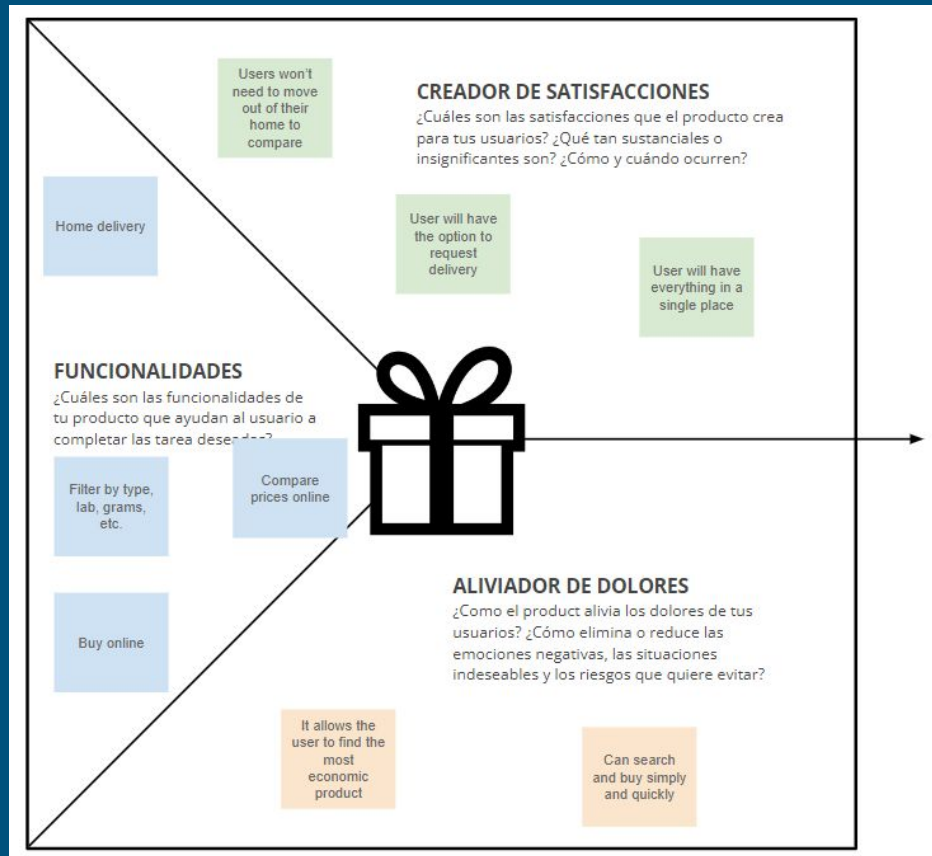 Users won't
need to move
out of their
home to
compare
CREADOR DE SATISFACCIONES
¿Cuáles son las satisfacciones que el producto crea
para tus usuarios? ¿Qué tan sustanciales o
insignificantes son? ¿Cómo y cuándo ocurren?
Home delivery
User will have
the option to
request
delivery
User will have
everything in a
single place
FUNCIONALIDADES
¿Cuáles son las funcionalidades de
tu producto que ayudan al usuario a
completar las tarea deseadas?
Filter by type,
lab, grams,
etc.
Compare
prices online
Buy online
ALIVIADOR DE DOLORES
¿Como el product alivia los dolores de tus
usuarios? ¿Cómo elimina o reduce las
emociones negativas, las situaciones
indeseables y los riesgos que quiere evitar?
It allows the
user to find the
most
economic
product
Can search
and buy simply
and quickly